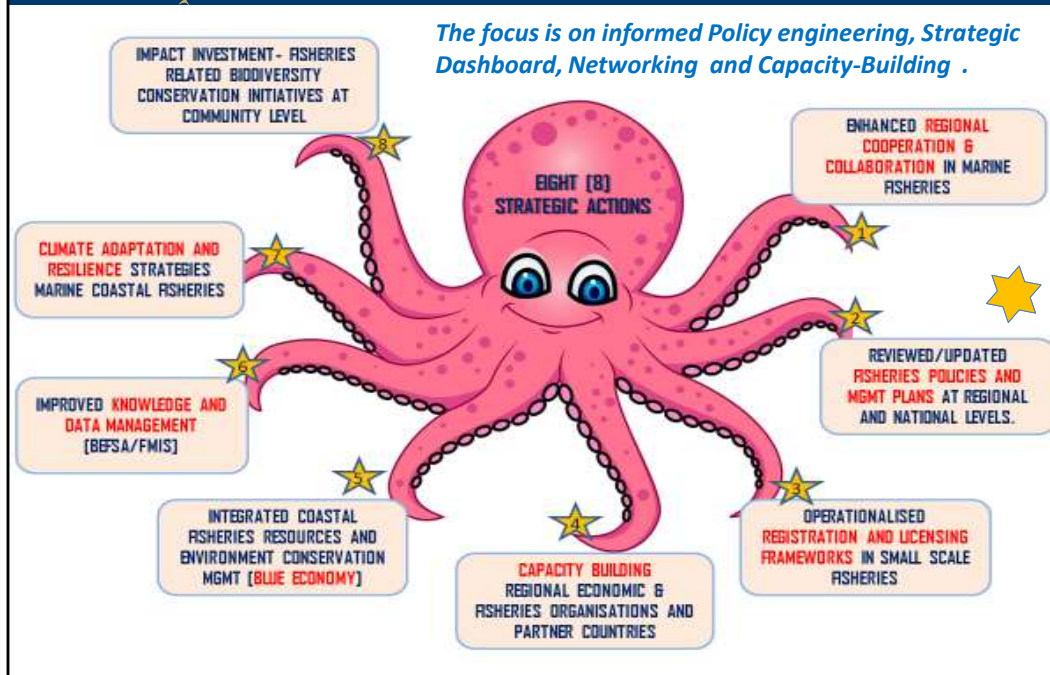 The focus is on informed Policy engineering, Strategic
Dashboard, Networking and Capacity-Building .
EIGHT [8]
STRATEGIC ACTIONS
1
ENHANCED REGIONAL
COOPERATION &
COLLABORATION IN MARINE
FISHERIES
2
REVIEWED/UPDATED
FISHERIES POLICIES AND
MGMT PLANS AT REGIONAL
AND NATIONAL LEVELS.
3
OPERATIONALISED
REGISTRATION AND LICENSING
FRAMEWORKS IN SMALL SCALE
FISHERIES
4
CAPACITY BUILDING
REGIONAL ECONOMIC &
FISHERIES ORGANISATIONS AND
PARTNER COUNTRIES
5
INTEGRATED COASTAL
FISHERIES RESOURCES AND
ENVIRONMENT CONSERVATION
MGMT [BLUE ECONOMY]
6
IMPROVED KNOWLEDGE AND
DATA MANAGEMENT
[BEFSA/FMIS]
7
CLIMATE ADAPTATION AND
RESILIENCE STRATEGIES
MARINE COASTAL FISHERIES
8
IMPACT INVESTMENT- FISHERIES
RELATED BIODIVERSITY
CONSERVATION INITIATIVES AT
COMMUNITY LEVEL